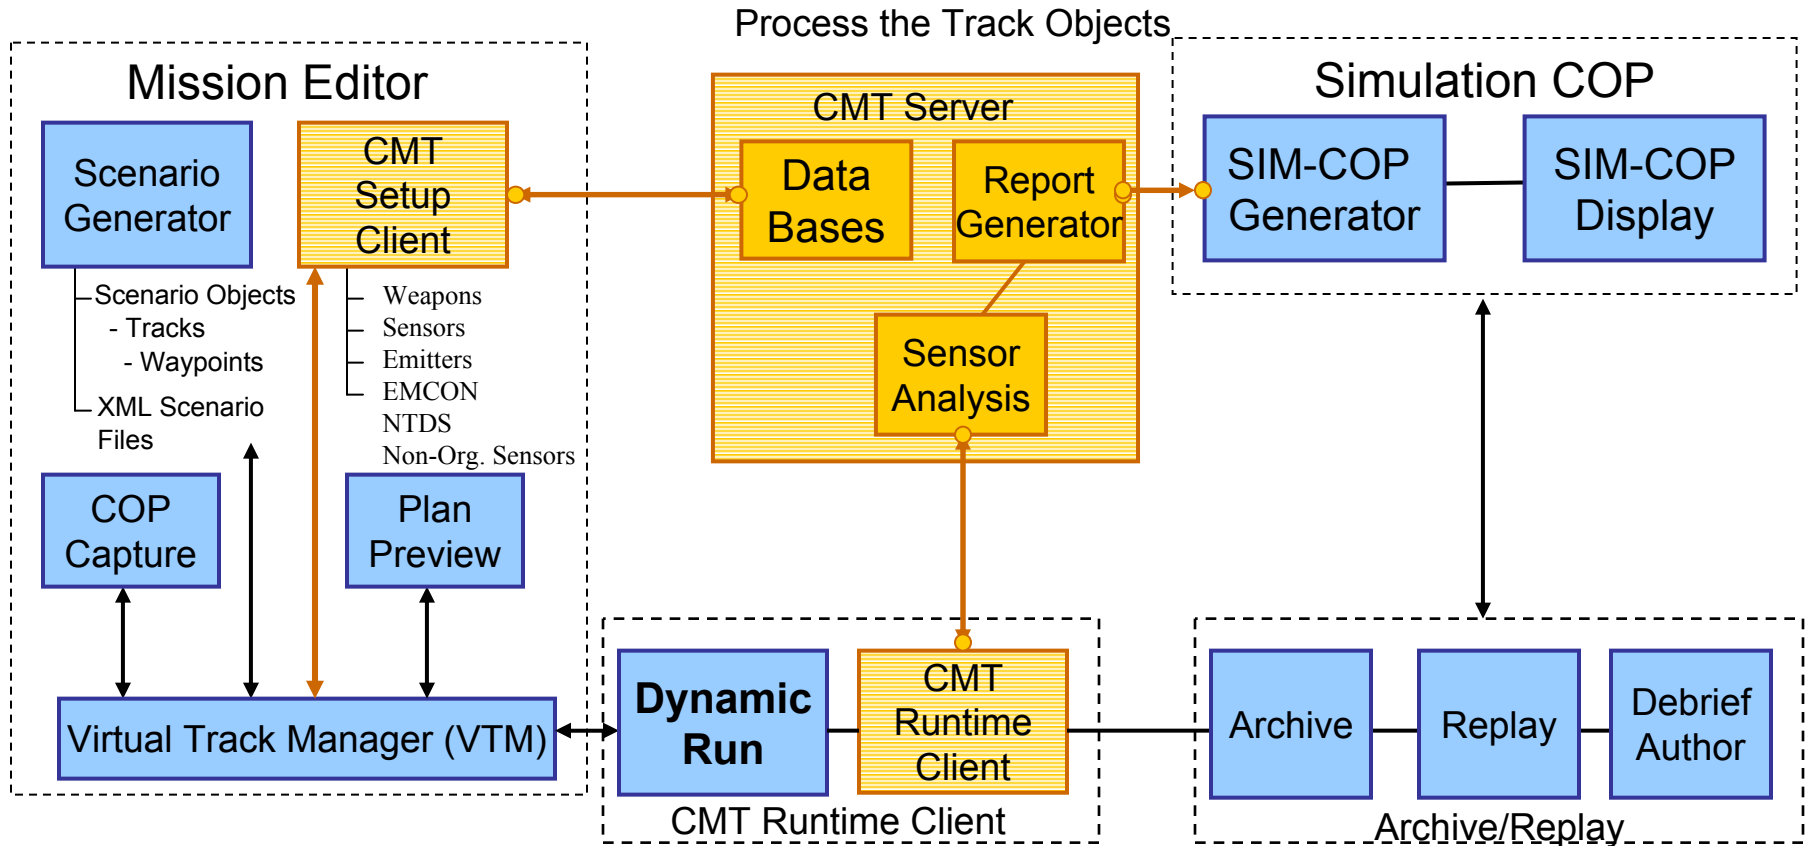 Process the Track Objects
Mission Editor
Scenario
Generator
CMT
Setup
Client
Scenario Objects
- Tracks
- Waypoints
XML Scenario
Files
Weapons
Sensors
Emitters
EMCON
NTDS
Non-Org. Sensors
COP
Capture
Plan
Preview
Virtual Track Manager (VTM)
CMT Server
Data
Bases
Report
Generator
Sensor
Analysis
Simulation COP
SIM-COP
Generator
SIM-COP
Display
Dynamic
Run
CMT
Runtime
Client
CMT Runtime Client
Archive
Replay
Debrief
Author
Archive/Replay